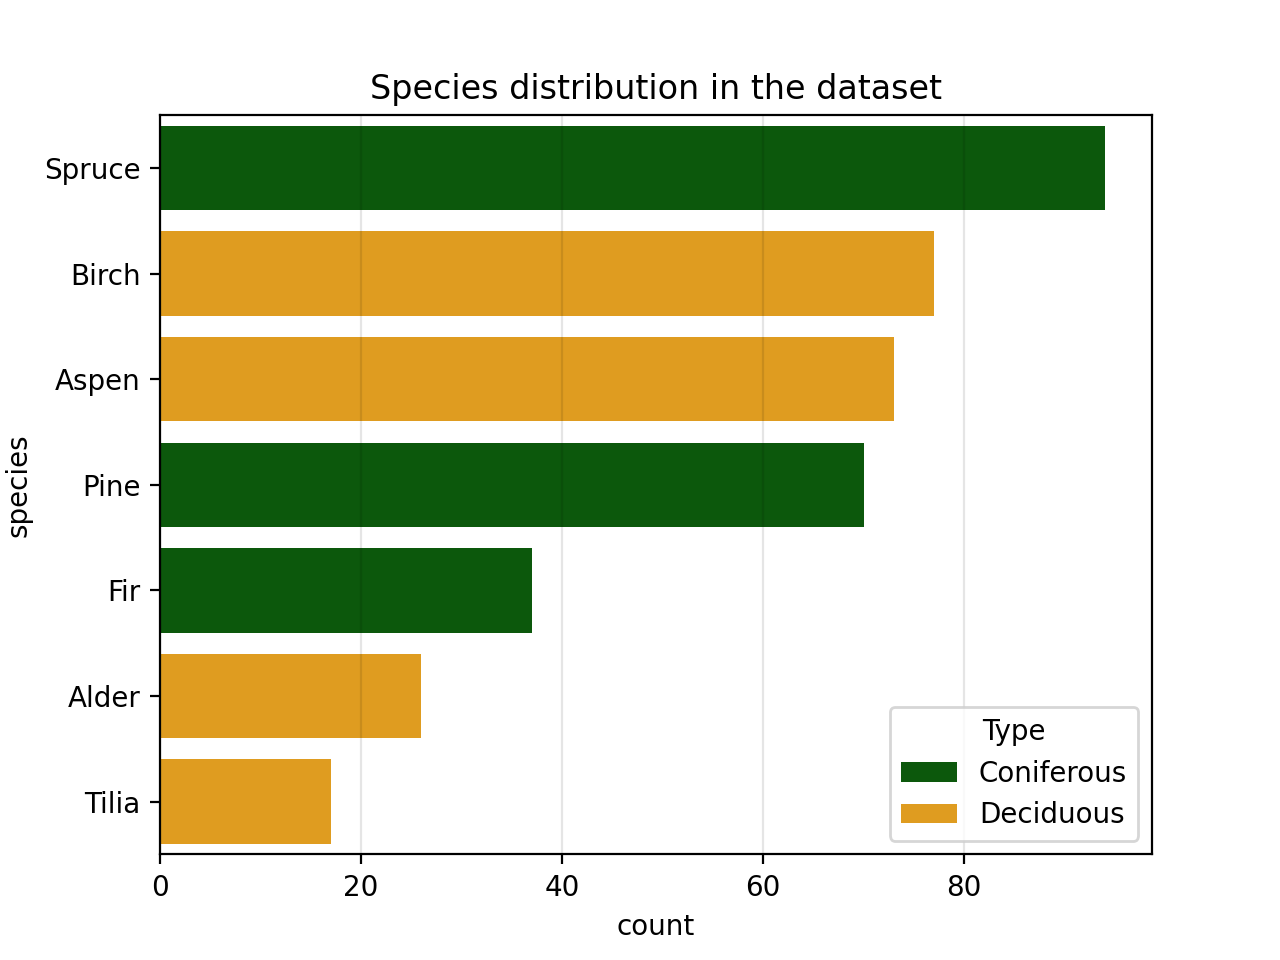 Species distribution in the dataset
species
Spruce
Birch
Aspen
Pine
Fir
Alder
Tilia
Type
Coniferous
Deciduous
0 20 40 60 80
count